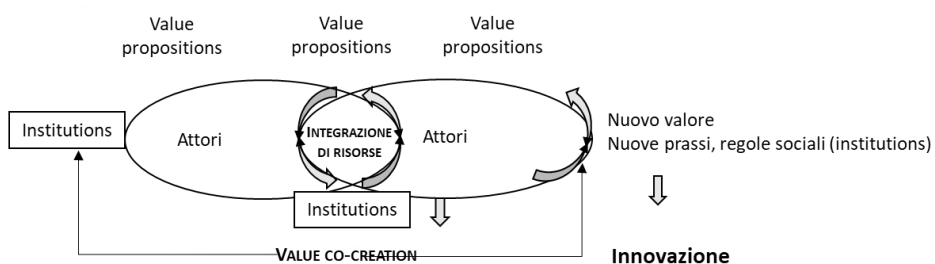 Value
propositions
Value
propositions
Value
propositions
Institutions
Attori
INTEGRAZIONE
DI RISORSE
Attori
Nuovo valore
Nuove prassi, regole sociali (institutions)
Institutions
VALUE CO-CREATION
Innovazione